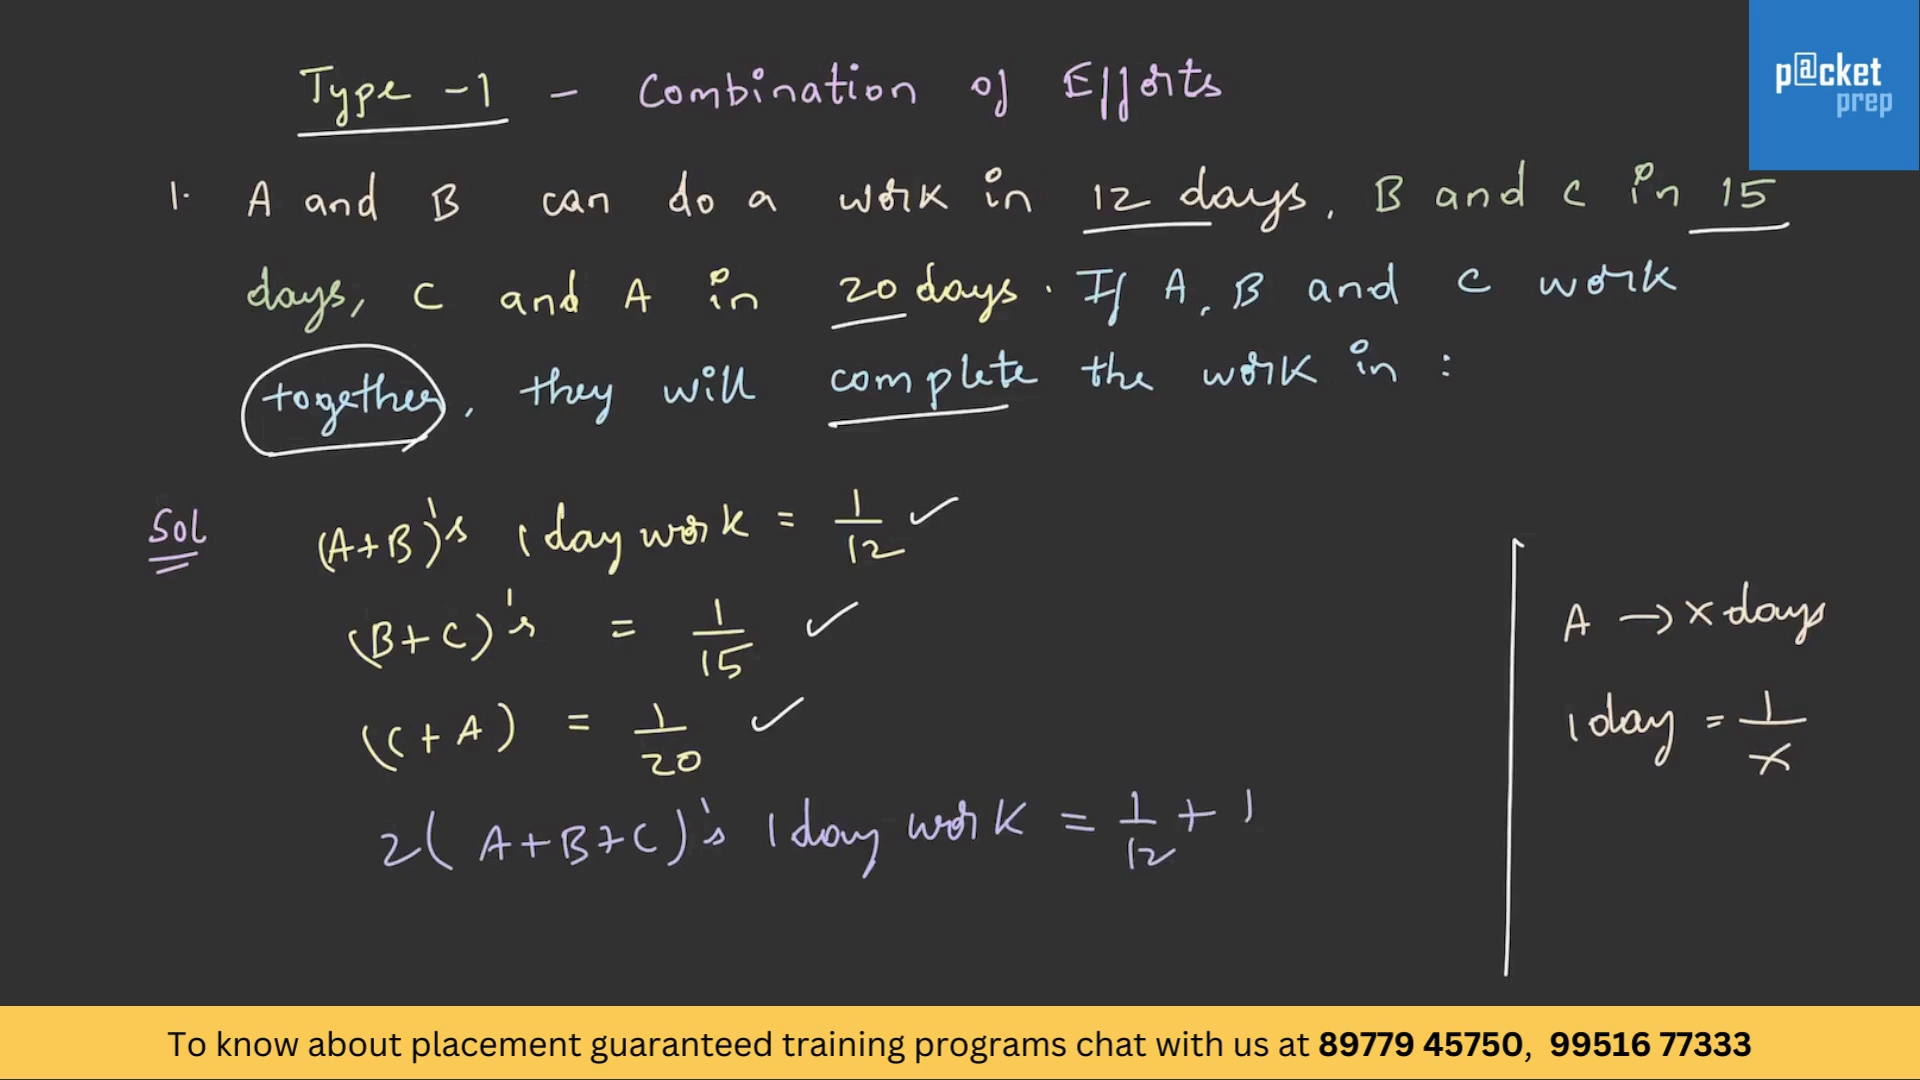 p@cket
prep
Type -1 - Combination of Efforts
1. A and B can do a work in 12 days, B and C in 15
days, C and A in 20 days. If A, B and C work
together, they will complete the work in :
Sol
(A+B)'s 1 day work = 1/12 ✓
(B+C)'s = 1/15 ✓
(C+A) = 1/20 ✓
2(A+B+C)'s 1 day work = 1/12 + 1
A → x days
1 day = 1/x
To know about placement guaranteed training programs chat with us at 89779 45750, 99516 77333